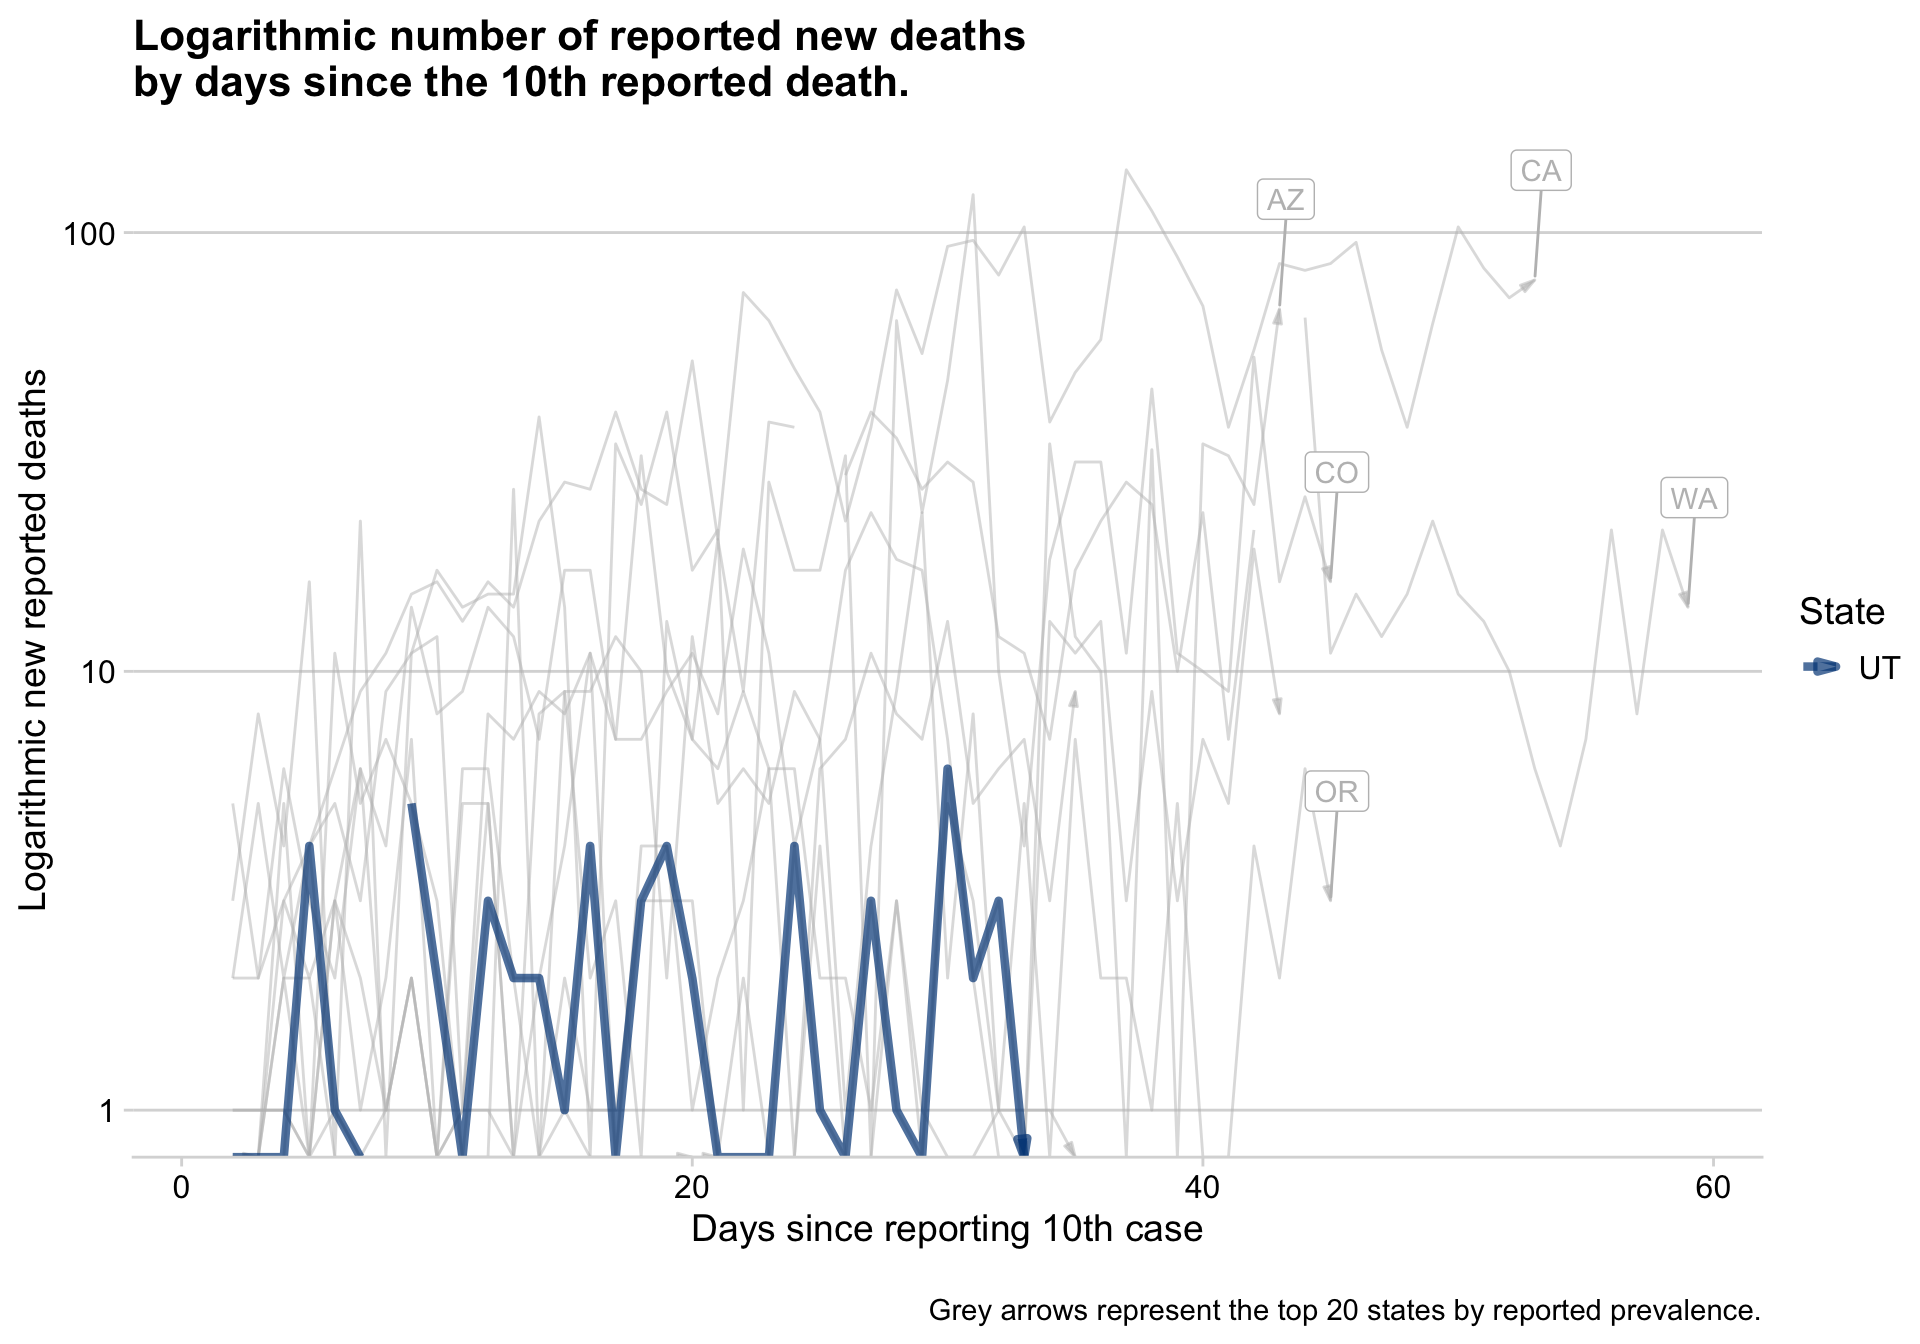 Logarithmic number of reported new deaths
by days since the 10th reported death.
CA
AZ
100
CO
WA
10
OR
1
Logarithmic new reported deaths
State
UT
0
20
40
60
Days since reporting 10th case
Grey arrows represent the top 20 states by reported prevalence.